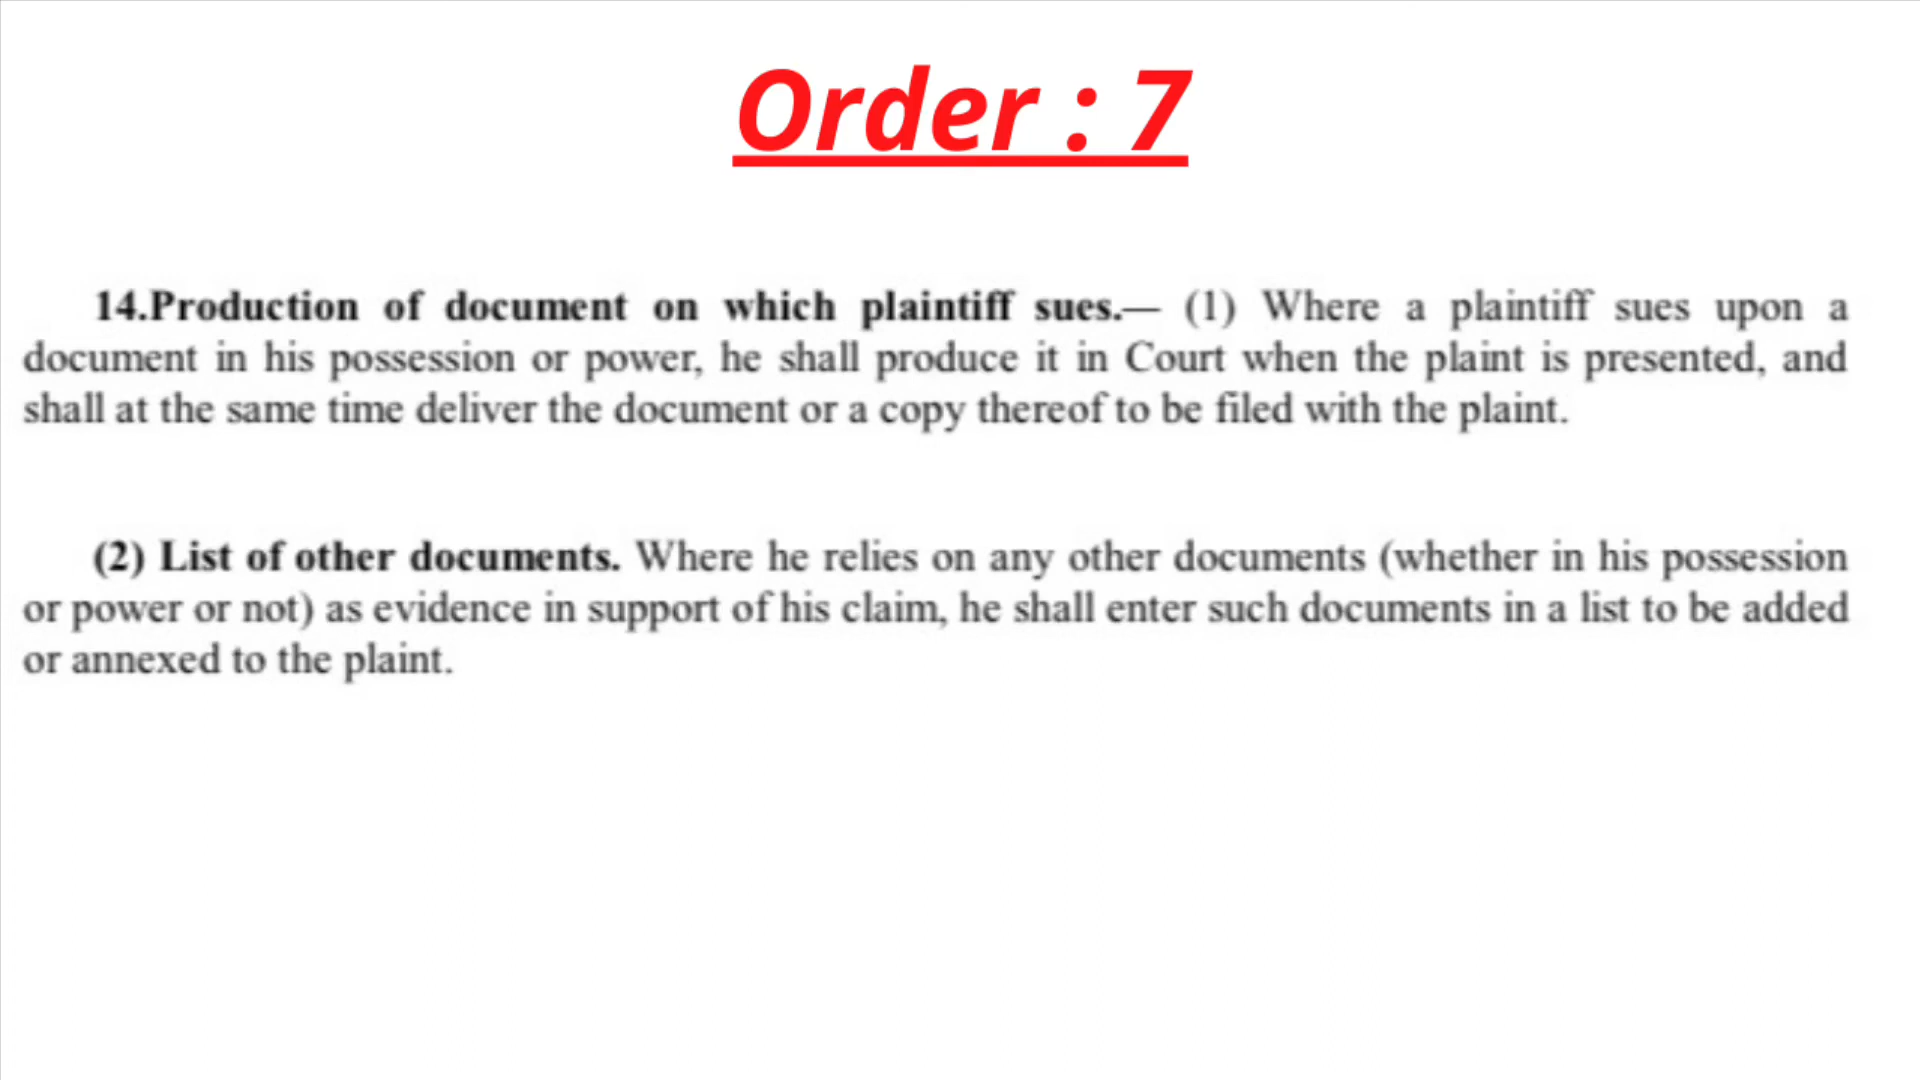 Order : 7
14.Production of document on which plaintiff sues.— (1) Where a plaintiff sues upon a
document in his possession or power, he shall produce it in Court when the plaint is presented, and
shall at the same time deliver the document or a copy thereof to be filed with the plaint.
(2) List of other documents. Where he relies on any other documents (whether in his possession
or power or not) as evidence in support of his claim, he shall enter such documents in a list to be added
or annexed to the plaint.